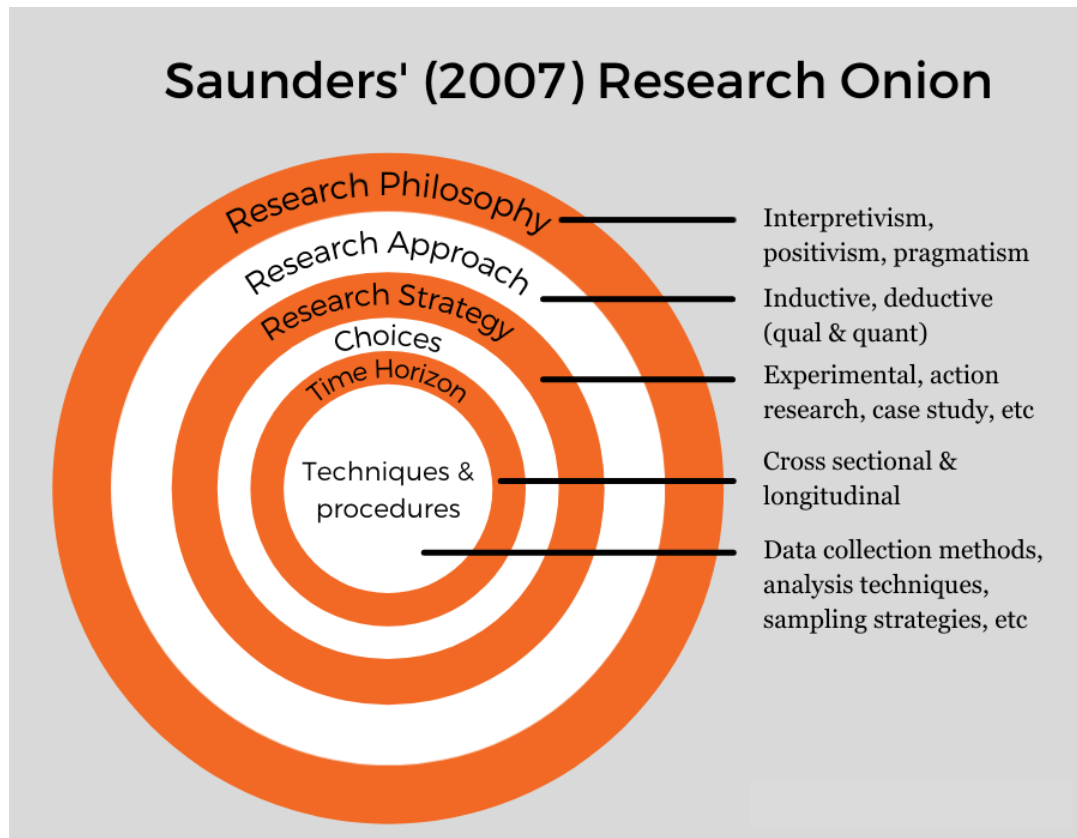 Saunders' (2007) Research Onion
Research Philosophy
Research Approach
Research Strategy
Choices
Time Horizon
Techniques &
procedures
Interpretivism,
positivism, pragmatism
Inductive, deductive
(qual & quant)
Experimental, action
research, case study, etc
Cross sectional &
longitudinal
Data collection methods,
analysis techniques,
sampling strategies, etc